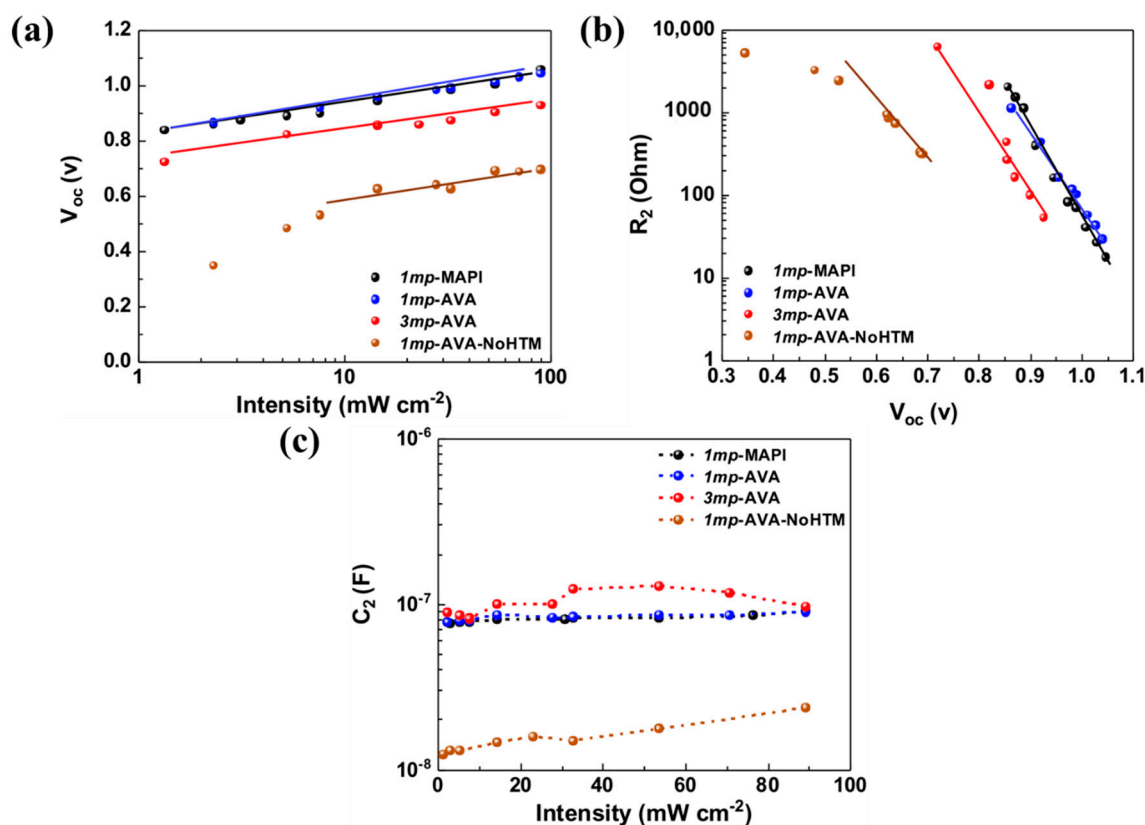 (a)
1.2
1.0
0.8
0.6
0.4
0.2
0.0
V_oc (v)
1mp-MAPI
1mp-AVA
3mp-AVA
1mp-AVA-NoHTM
1 10 100
Intensity (mW cm⁻²)
(b)
10,000
1000
100
10
1
R₂ (Ohm)
1mp-MAPI
1mp-AVA
3mp-AVA
1mp-AVA-NoHTM
0.3 0.4 0.5 0.6 0.7 0.8 0.9 1.0 1.1
V_oc (v)
(c)
10⁻⁶
10⁻⁷
10⁻⁸
C₂ (F)
1mp-MAPI
1mp-AVA
3mp-AVA
1mp-AVA-NoHTM
0 20 40 60 80 100
Intensity (mW cm⁻²)